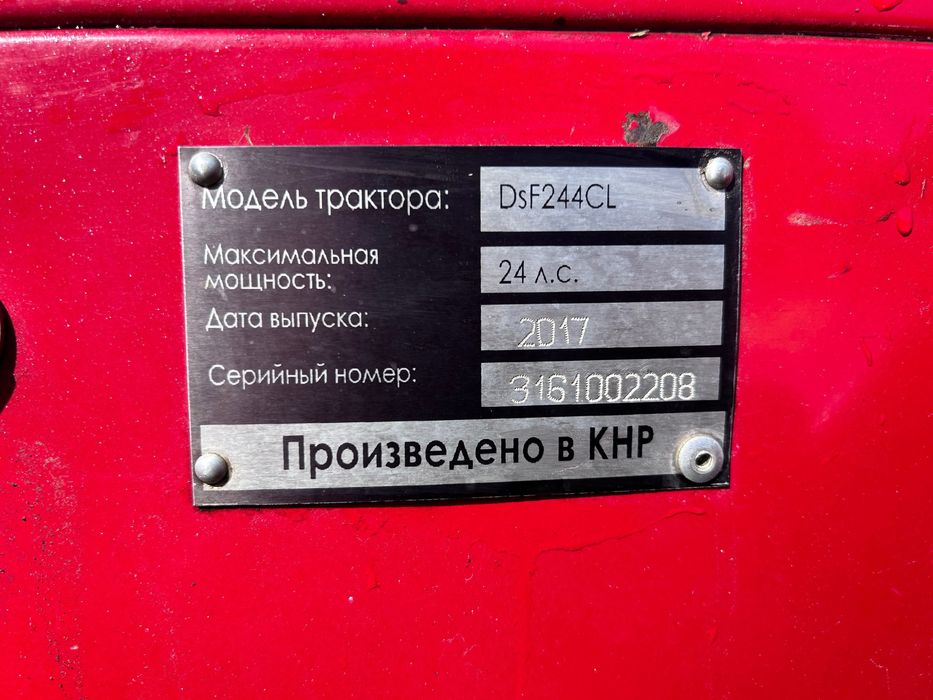 Модель трактора: DsF244CL
Максимальная
мощность: 24 л.с.
Дата выпуска: 2017
Серийный номер: 3161002208
Произведено в КНР